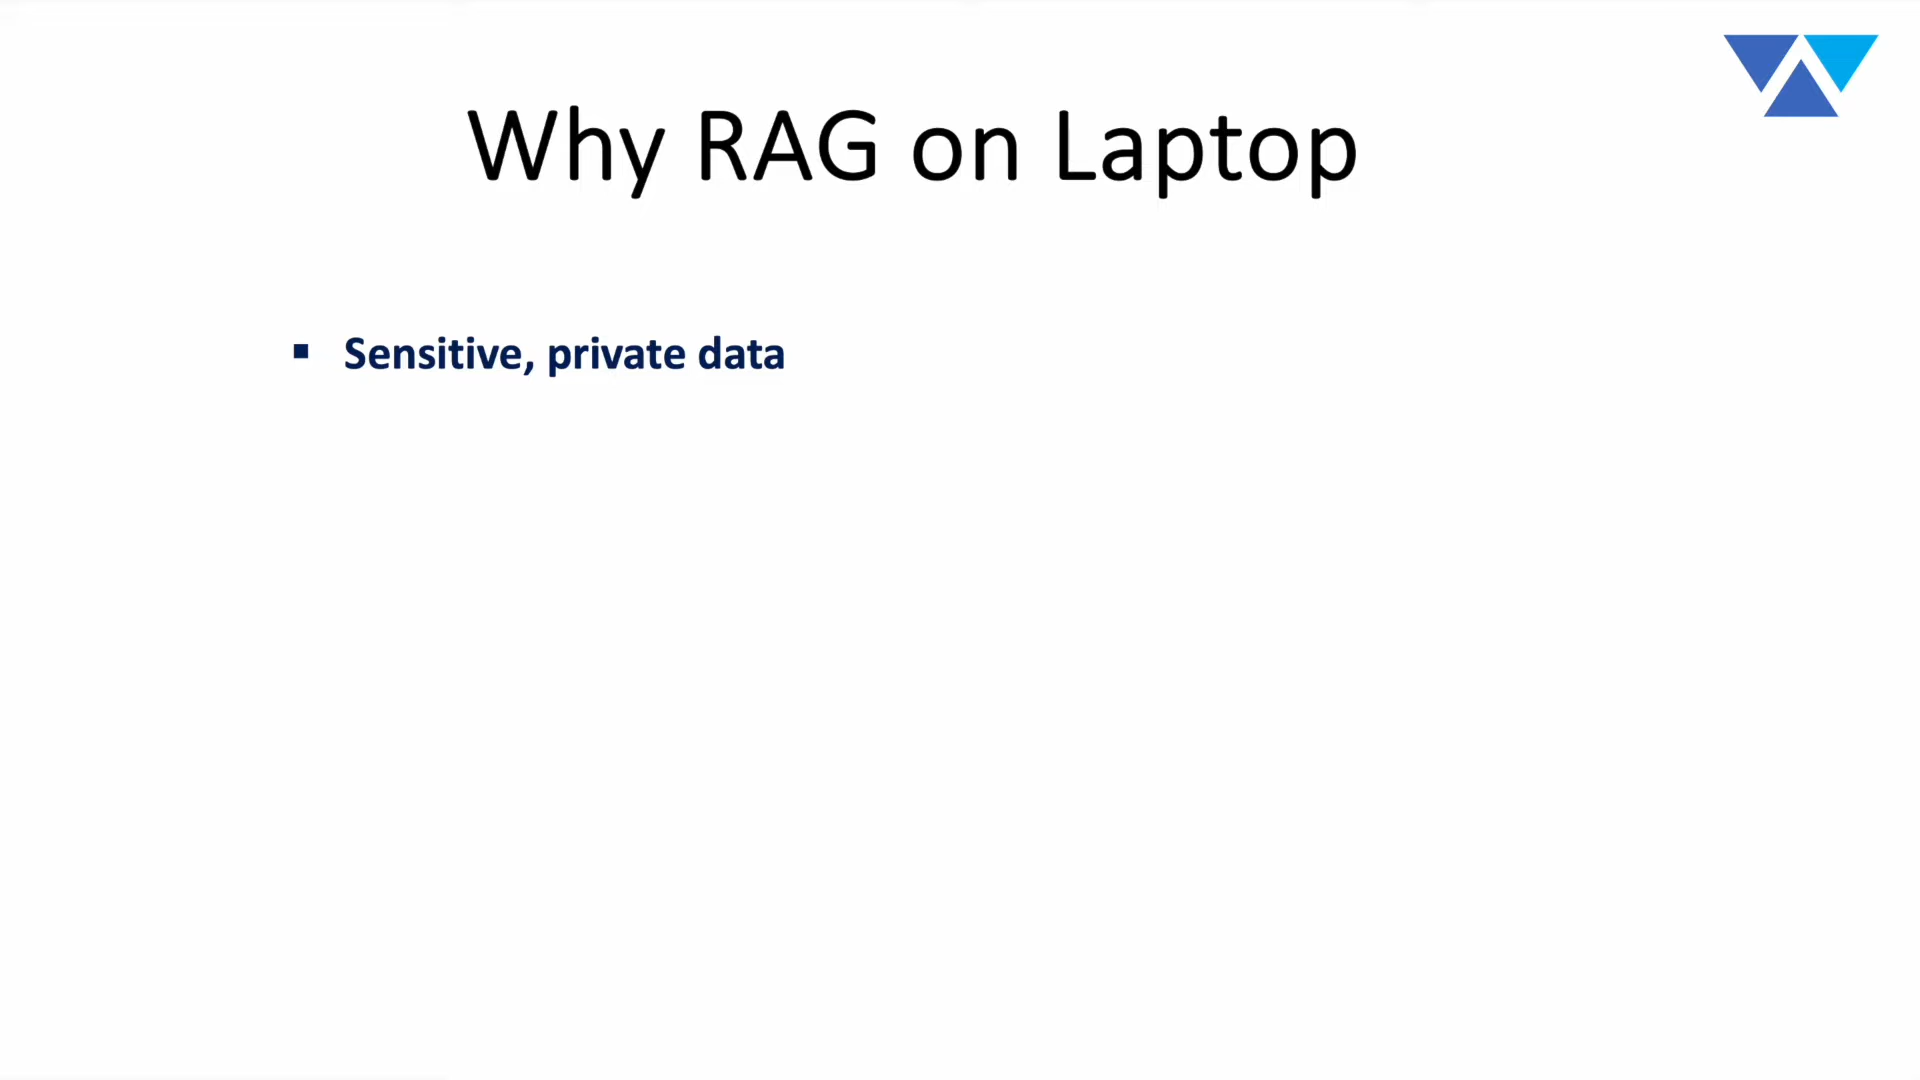 Why RAG on Laptop
▪ Sensitive, private data